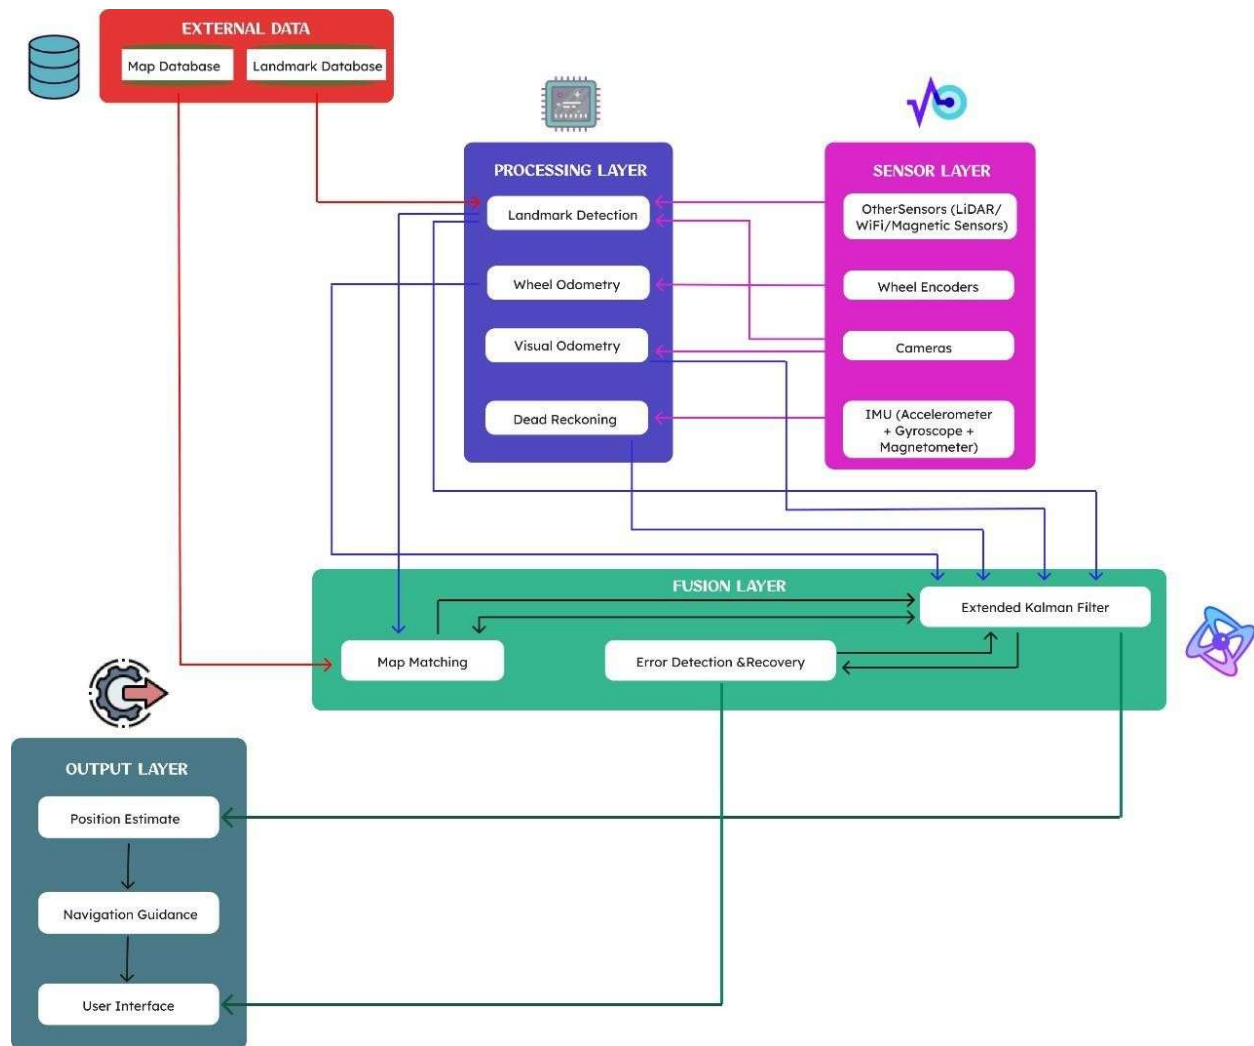 EXTERNAL DATA
Map Database
Landmark Database
PROCESSING LAYER
Landmark Detection
Wheel Odometry
Visual Odometry
Dead Reckoning
SENSOR LAYER
OtherSensors (LiDAR/
WiFi/Magnetic Sensors)
Wheel Encoders
Cameras
IMU (Accelerometer
+ Gyroscope +
Magnetometer)
FUSION LAYER
Extended Kalman Filter
Map Matching
Error Detection &Recovery
OUTPUT LAYER
Position Estimate
Navigation Guidance
User Interface